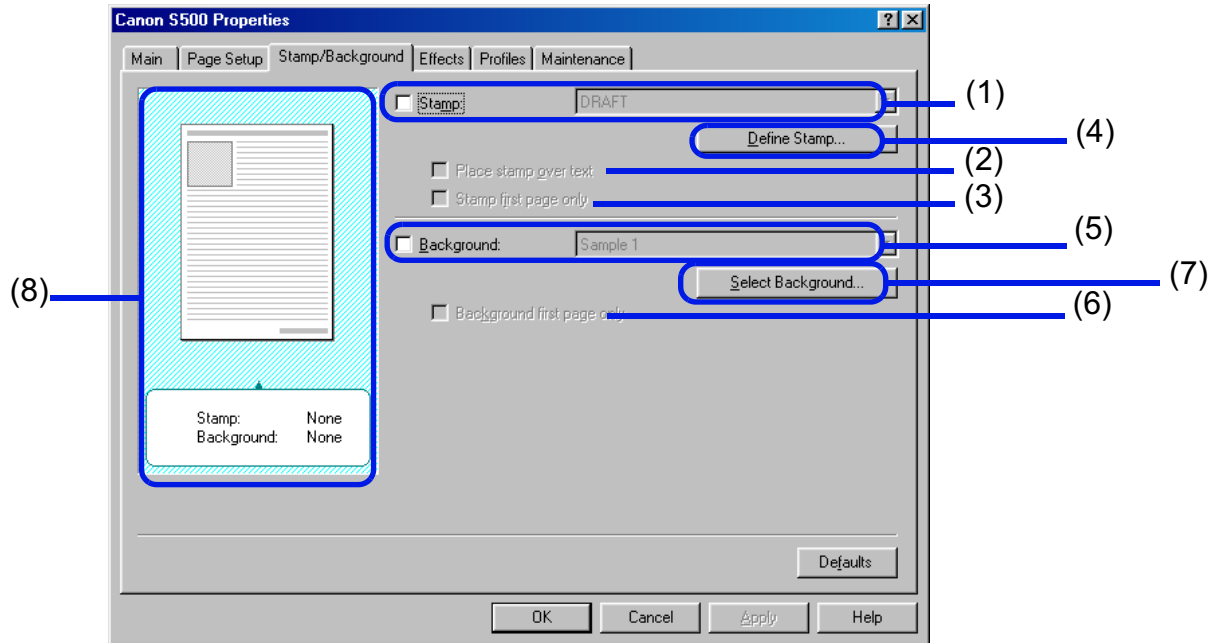 Canon S500 Properties
Main Page Setup Stamp/Background Effects Profiles Maintenance
Stamp: DRAFT (1)
Define Stamp... (4)
Place stamp over text (2)
Stamp first page only (3)
Background: Sample 1 (5)
Select Background... (7)
(8)
Background first page only (6)
Stamp: None
Background: None
Defaults
OK Cancel Apply Help